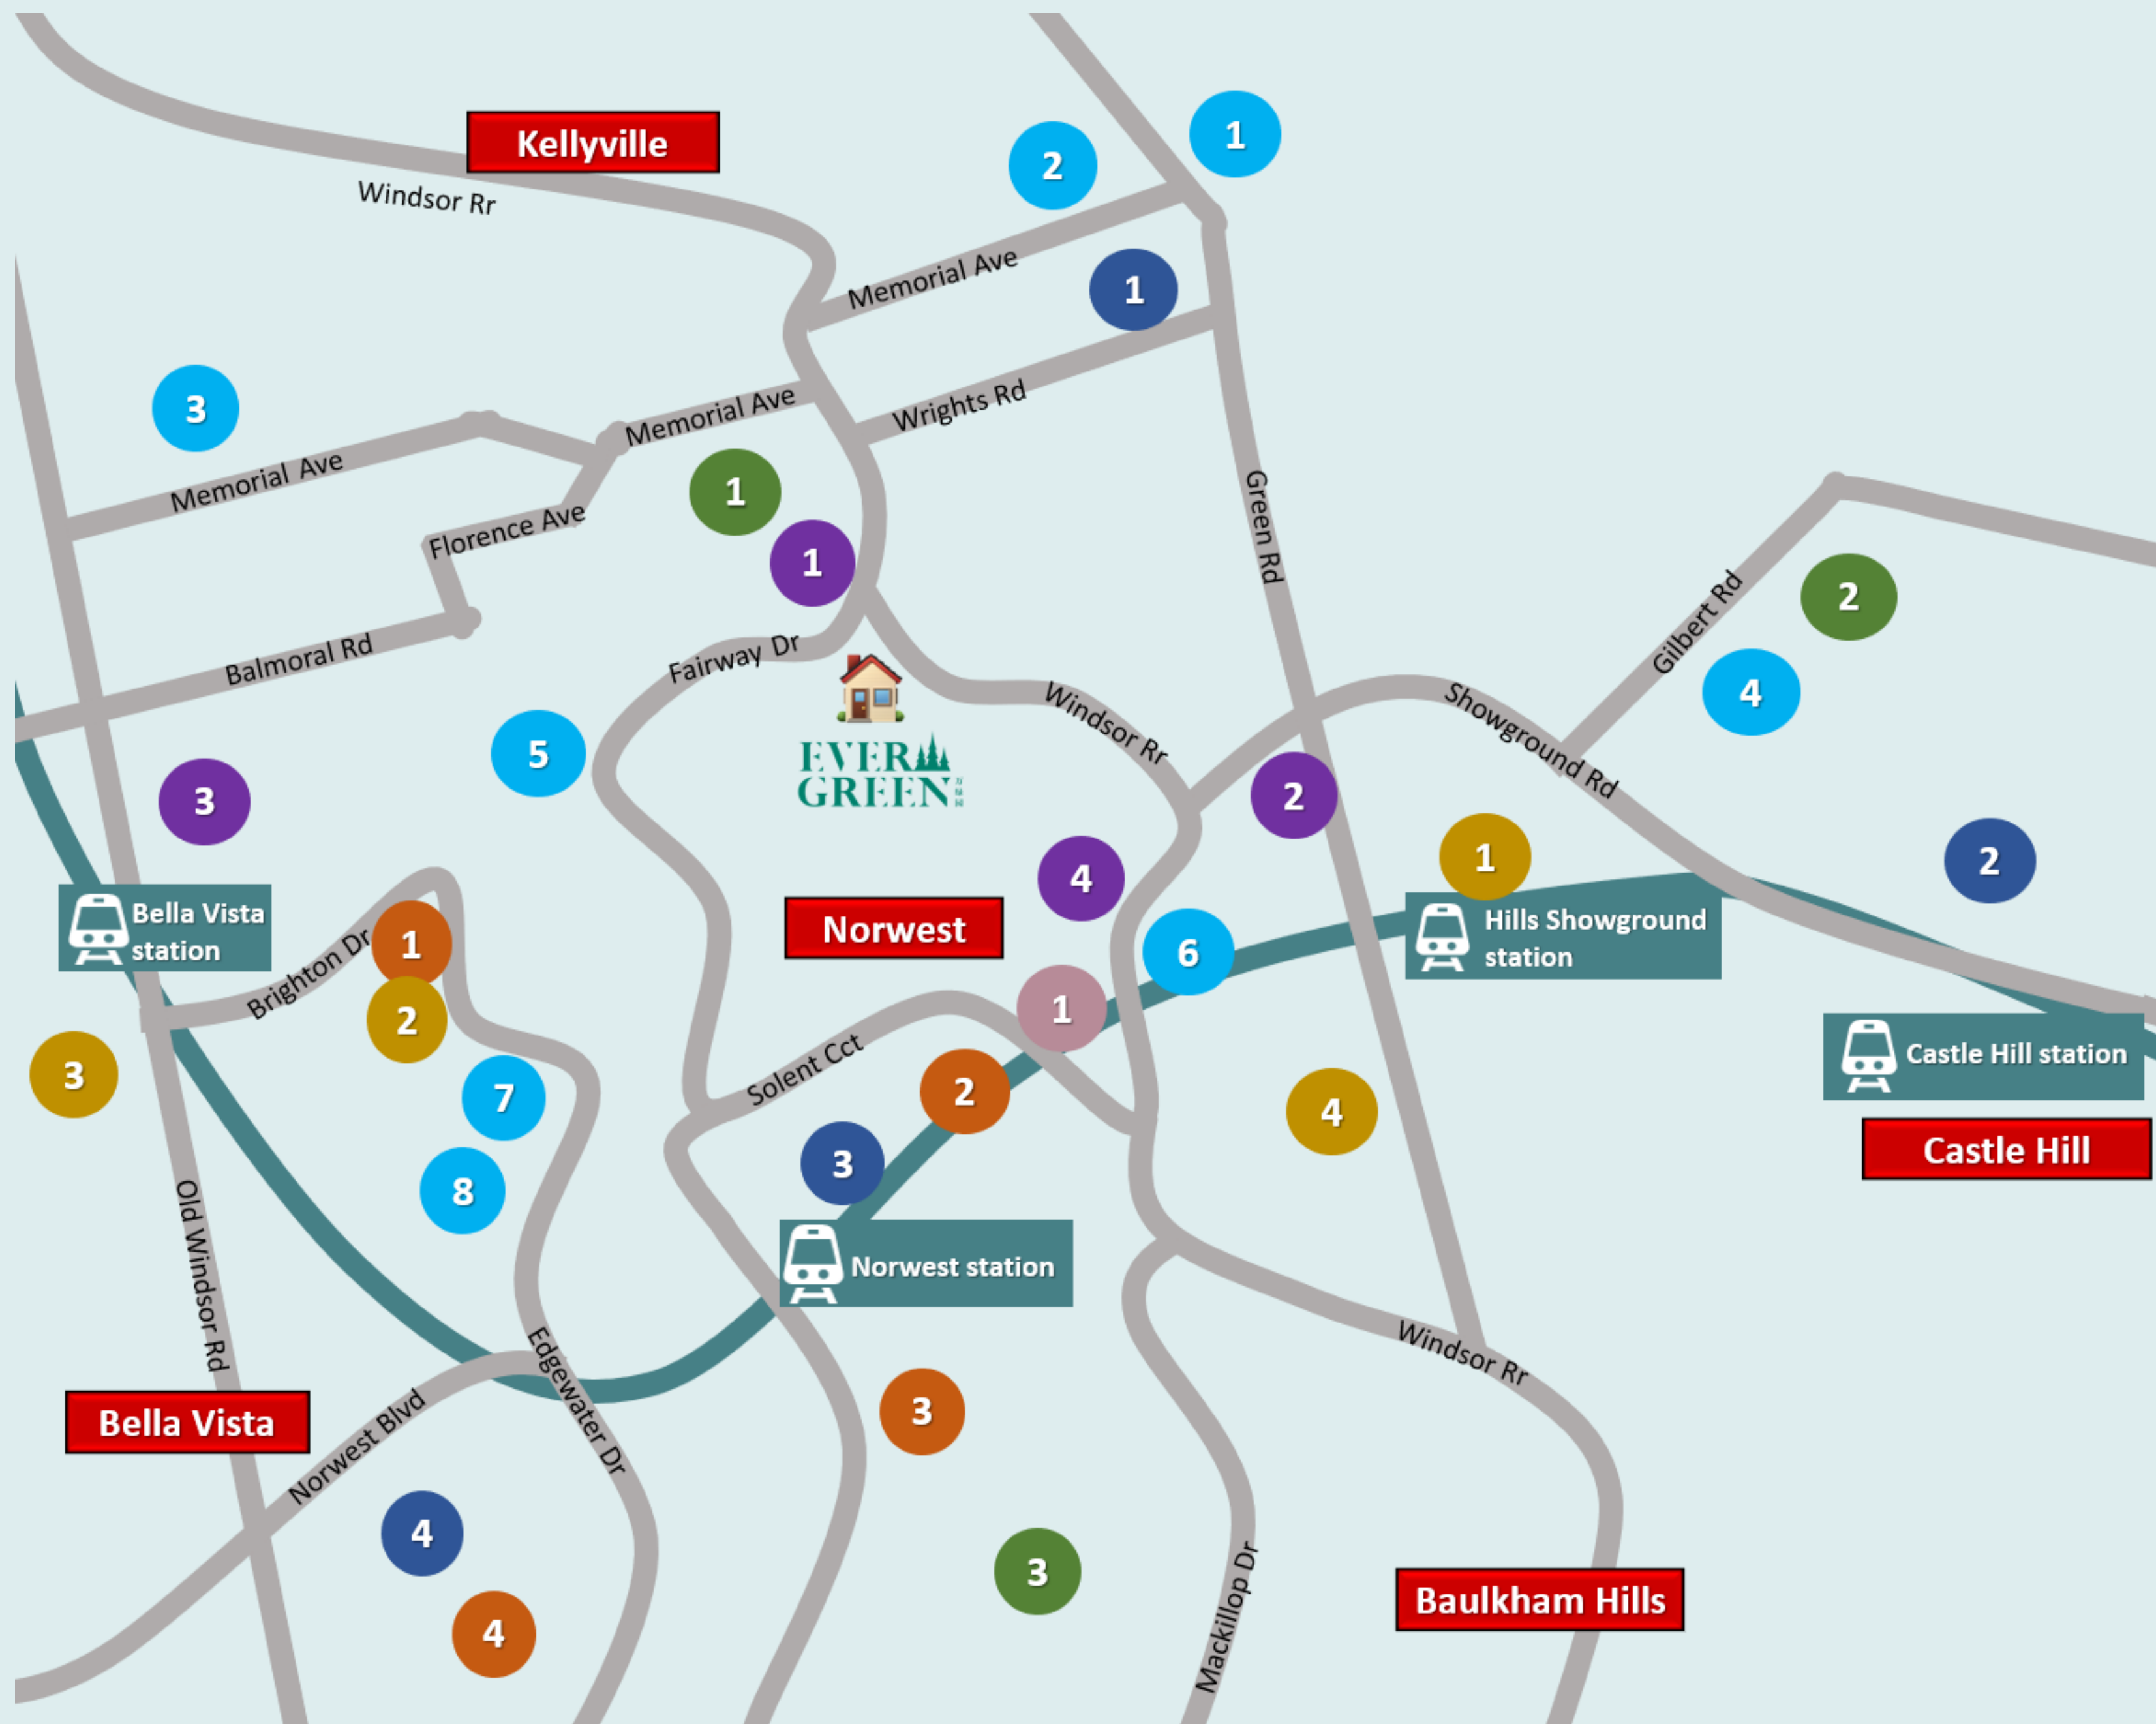 Kellyville
1
2
Windsor Rr
Memorial Ave
1
3
Memorial Ave
Wrights Rd
Memorial Ave
1
Florence Ave
Green Rd
1
2
Gilbert Rd
Balmoral Rd
Fairway Dr
4
Windsor Rr
Showground Rd
5
EVER
GREEN
3
2
1
2
4
Bella Vista
station
Brighton Dr
1
Norwest
6
Hills Showground
station
2
1
3
Solent Cct
Castle Hill station
7
2
4
Castle Hill
8
3
Old Windsor Rd
Norwest station
Edgewater Dr
Windsor Rr
Bella Vista
Norwest Blvd
3
4
3
Mackillop Dr
Baulkham Hills
4